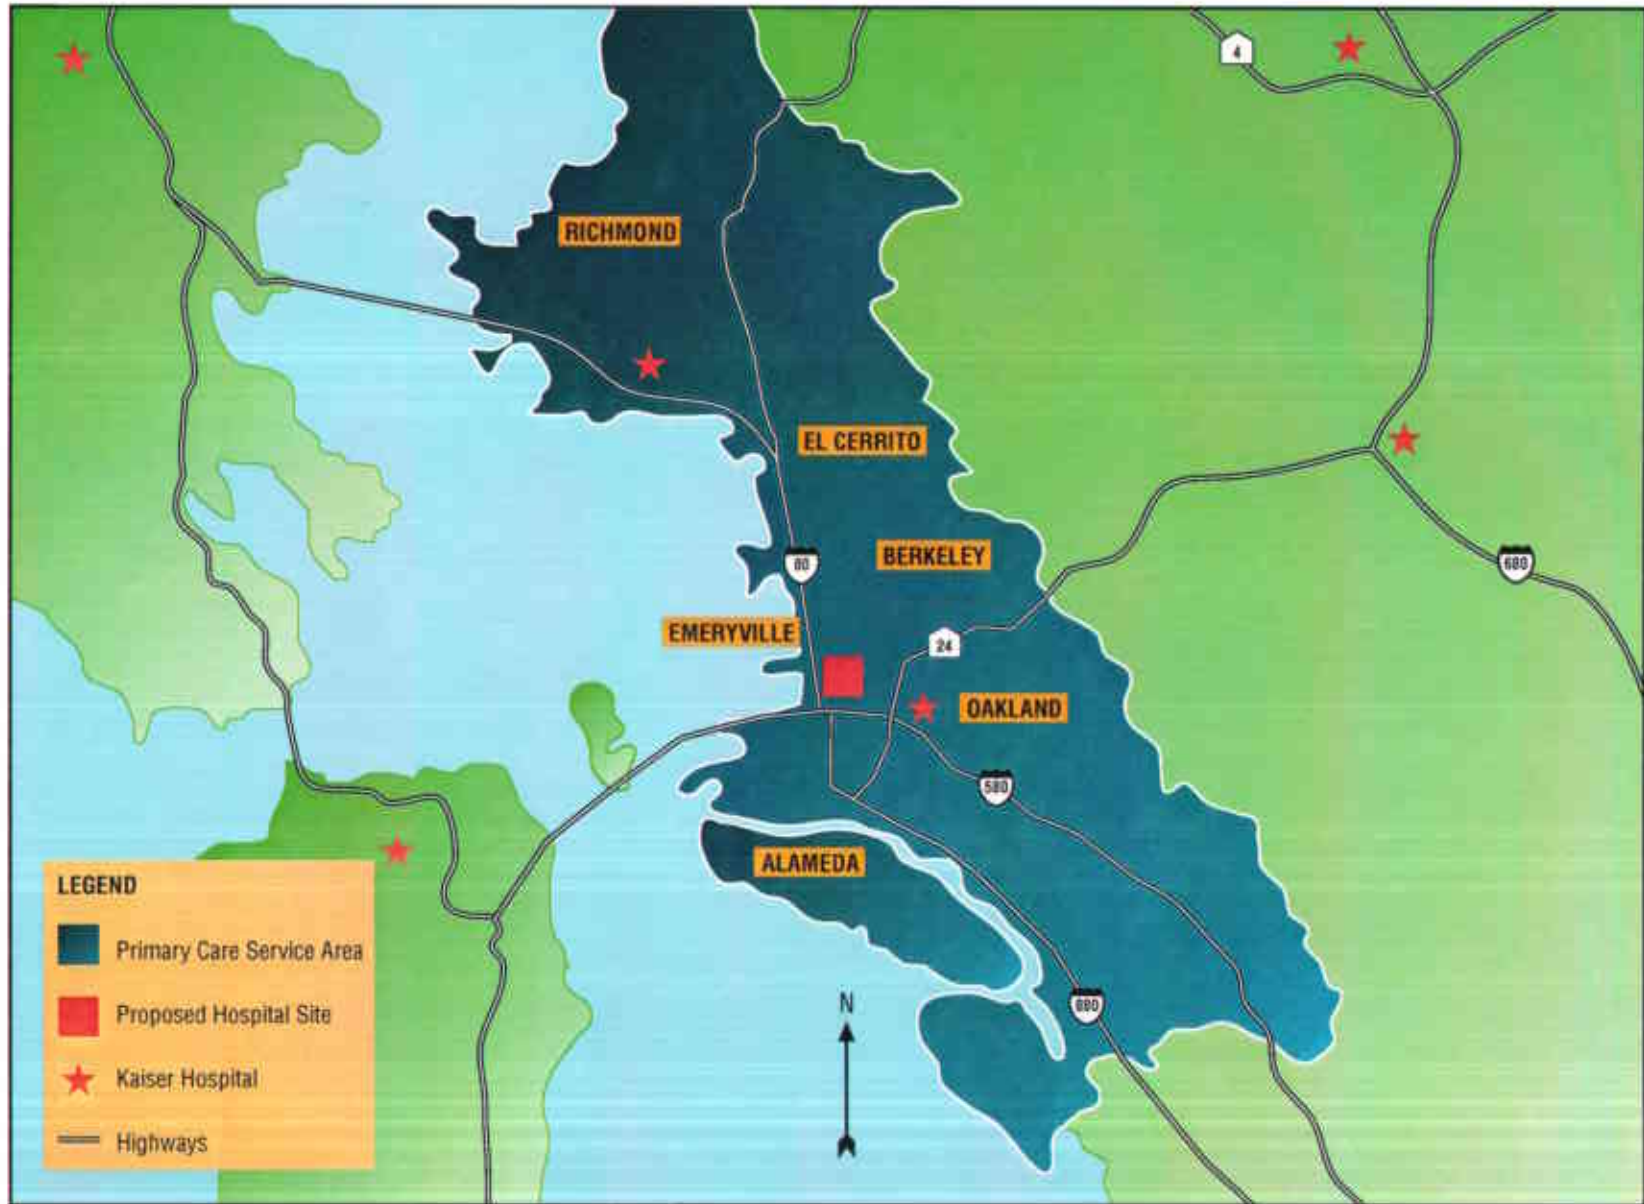 4
RICHMOND
EL CERRITO
80
BERKELEY
680
EMERYVILLE
24
OAKLAND
580
ALAMEDA
LEGEND
Primary Care Service Area
Proposed Hospital Site
Kaiser Hospital
Highways
N
880